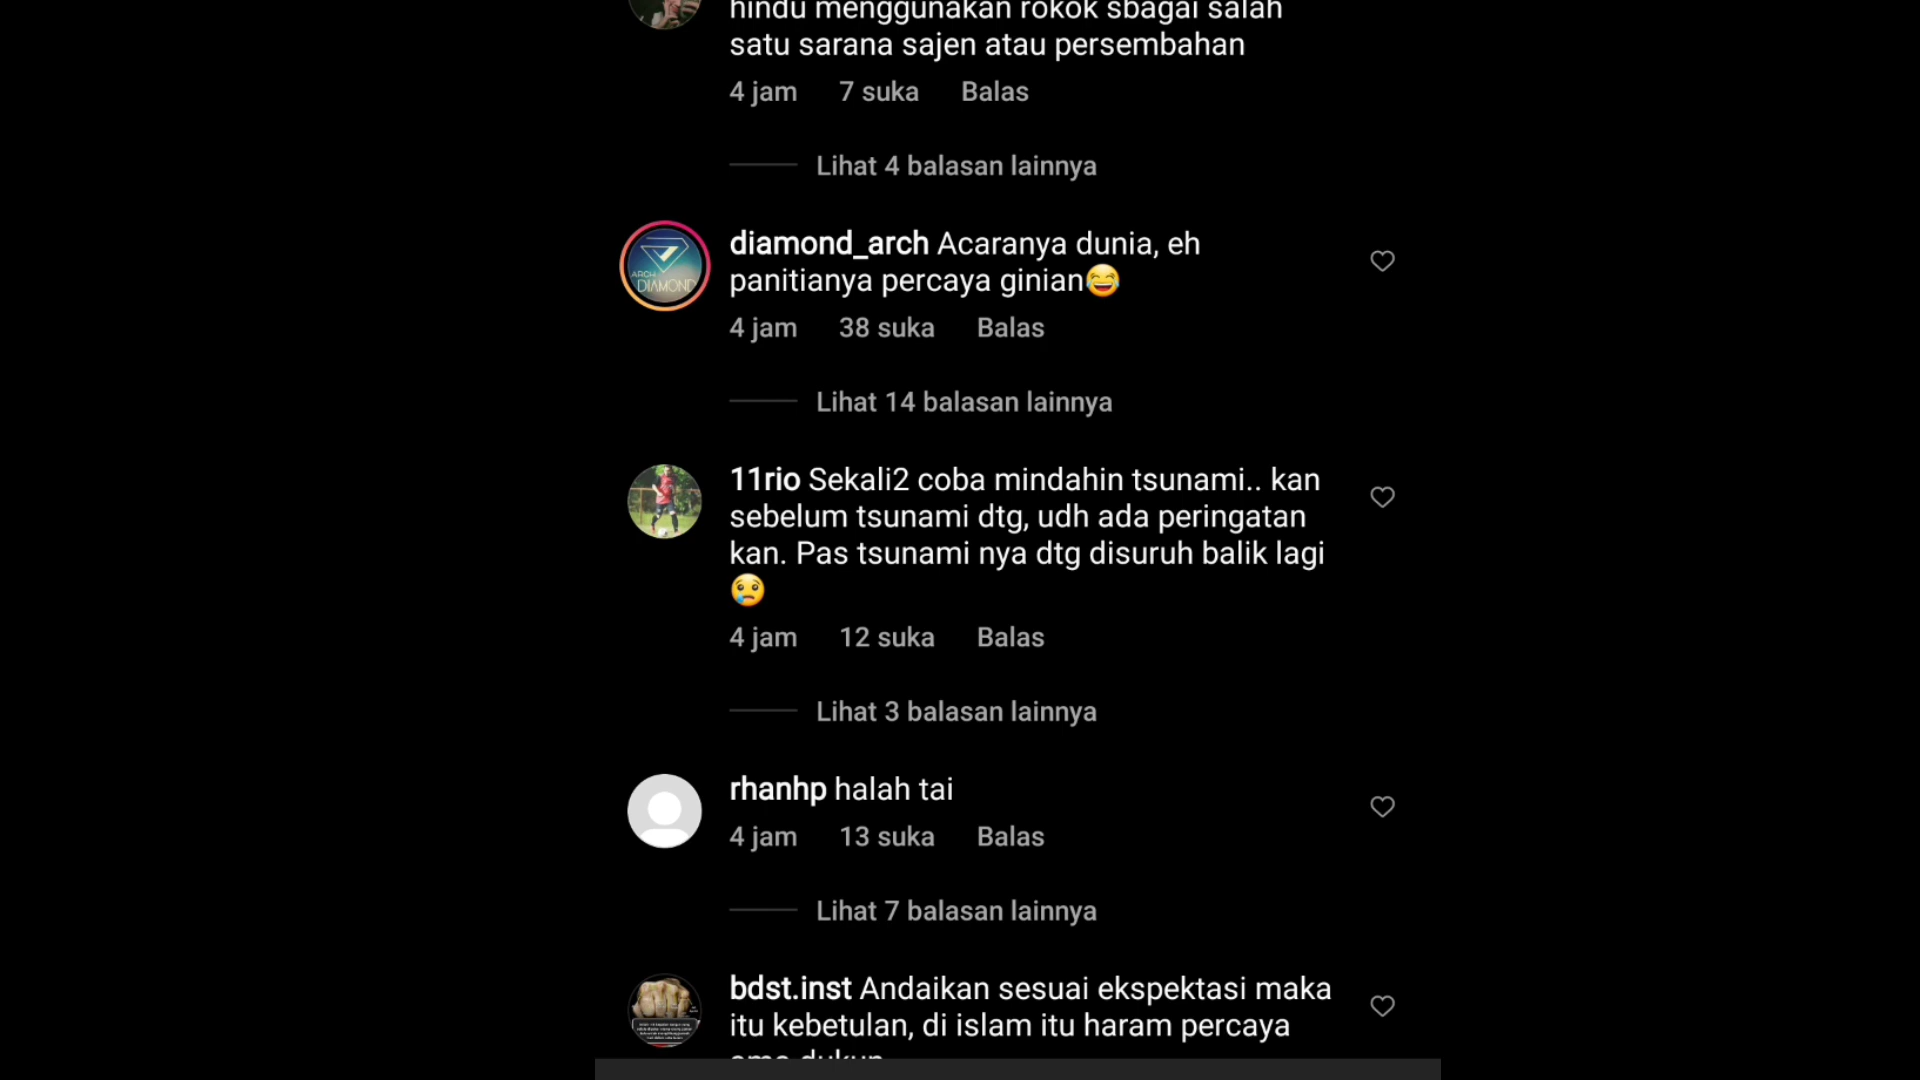 hindu menggunakan rokok sbagai salah
satu sarana sajen atau persembahan
4 jam 7 suka Balas
Lihat 4 balasan lainnya
diamond_arch Acaranya dunia, eh
panitianya percaya ginian😂
4 jam 38 suka Balas
Lihat 14 balasan lainnya
ARCH
DIAMOND
11rio Sekali2 coba mindahin tsunami.. kan
sebelum tsunami dtg, udh ada peringatan
kan. Pas tsunami nya dtg disuruh balik lagi
😢
4 jam 12 suka Balas
Lihat 3 balasan lainnya
rhanhp halah tai
4 jam 13 suka Balas
Lihat 7 balasan lainnya
bdst.inst Andaikan sesuai ekspektasi maka
itu kebetulan, di islam itu haram percaya
ama dukun